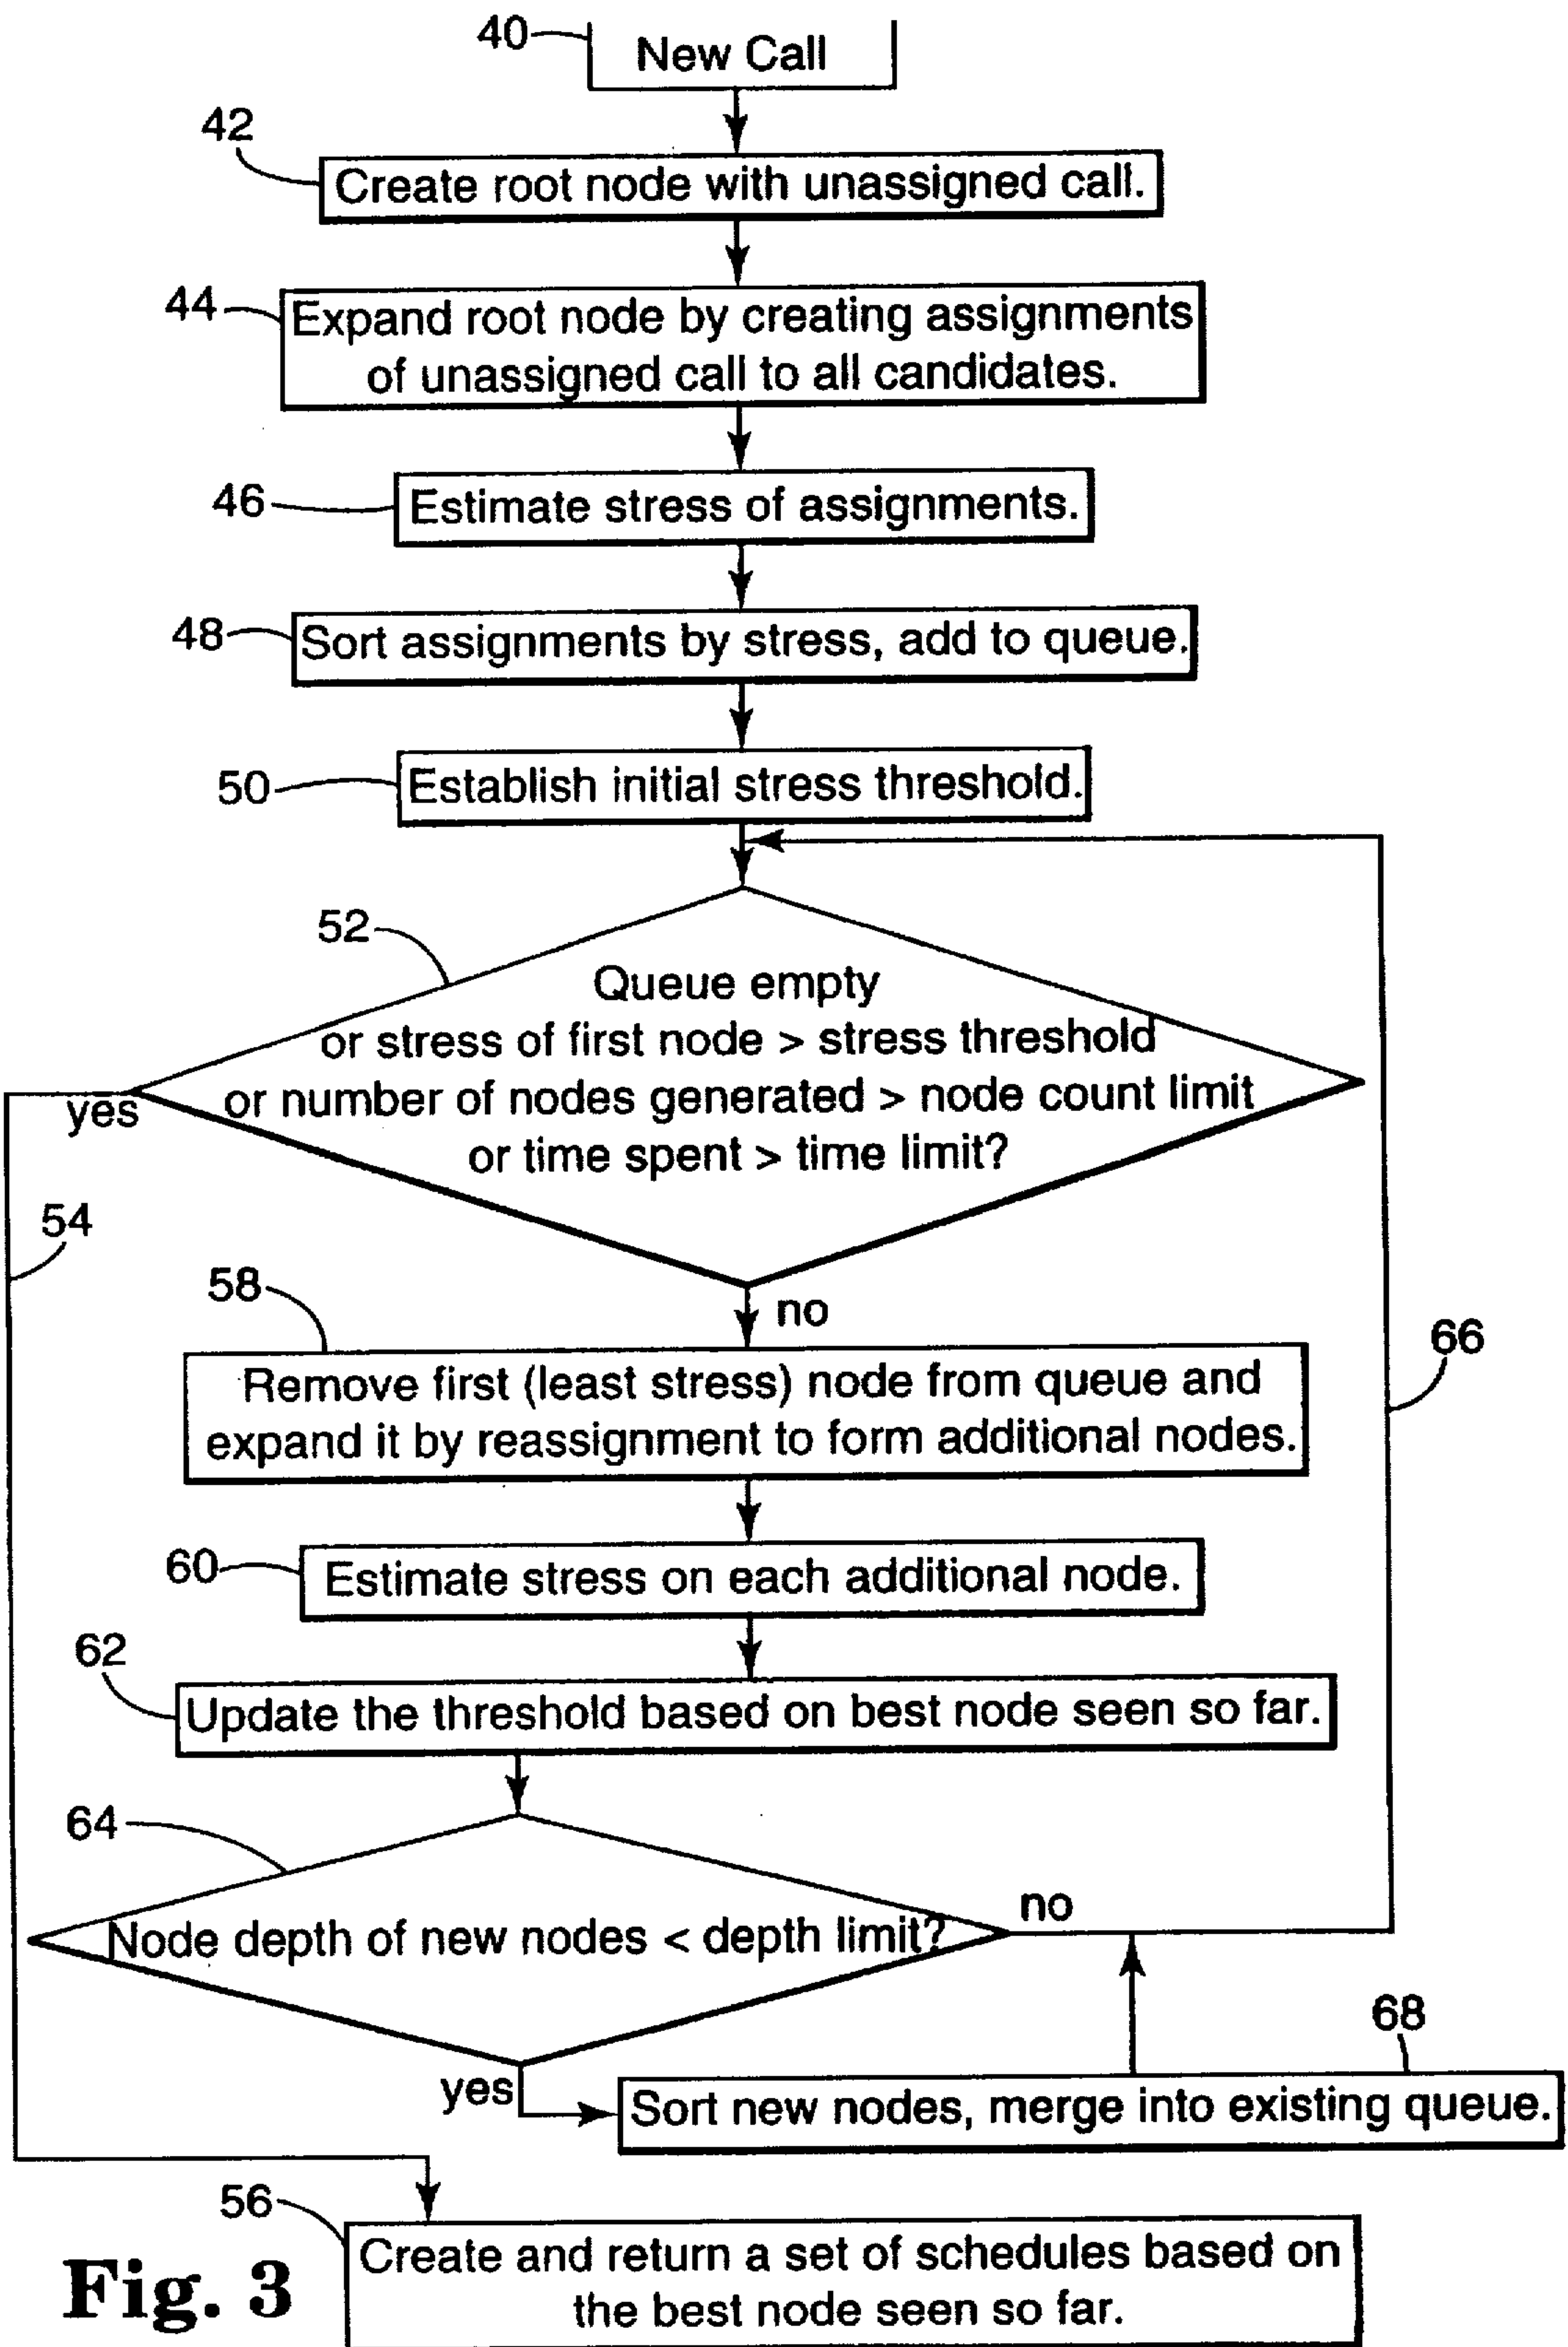 40
New Call
42
Create root node with unassigned call.
44
Expand root node by creating assignments
of unassigned call to all candidates.
46
Estimate stress of assignments.
48
Sort assignments by stress, add to queue.
50
Establish initial stress threshold.
52
Queue empty
or stress of first node > stress threshold
or number of nodes generated > node count limit
or time spent > time limit?
yes
54
no
58
Remove first (least stress) node from queue and
expand it by reassignment to form additional nodes.
66
60
Estimate stress on each additional node.
62
Update the threshold based on best node seen so far.
64
Node depth of new nodes < depth limit?
no
yes
68
Sort new nodes, merge into existing queue.
56
Create and return a set of schedules based on
the best node seen so far.
Fig. 3